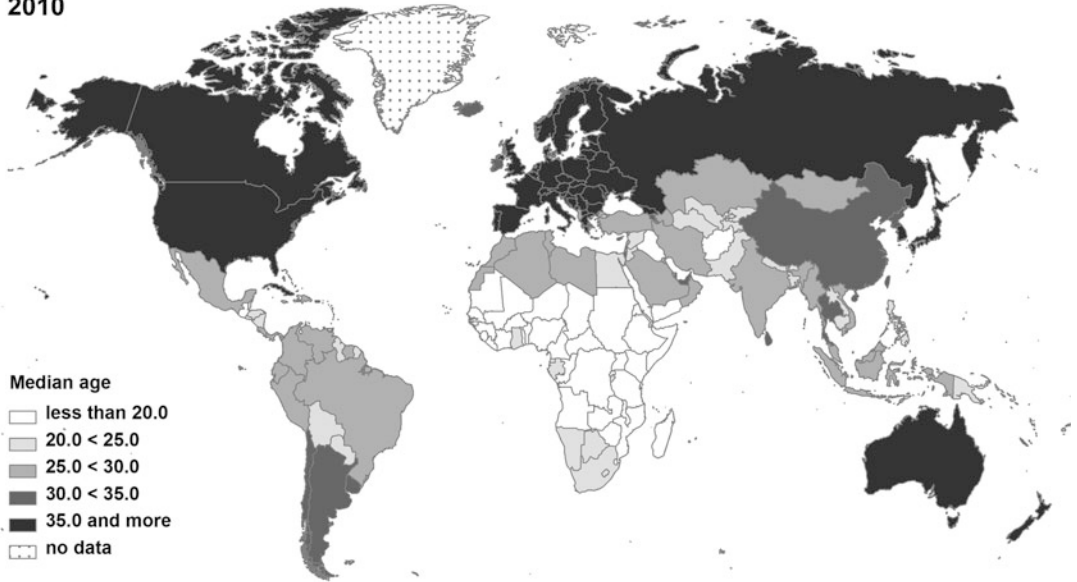 2010
Median age
less than 20.0
20.0 < 25.0
25.0 < 30.0
30.0 < 35.0
35.0 and more
no data